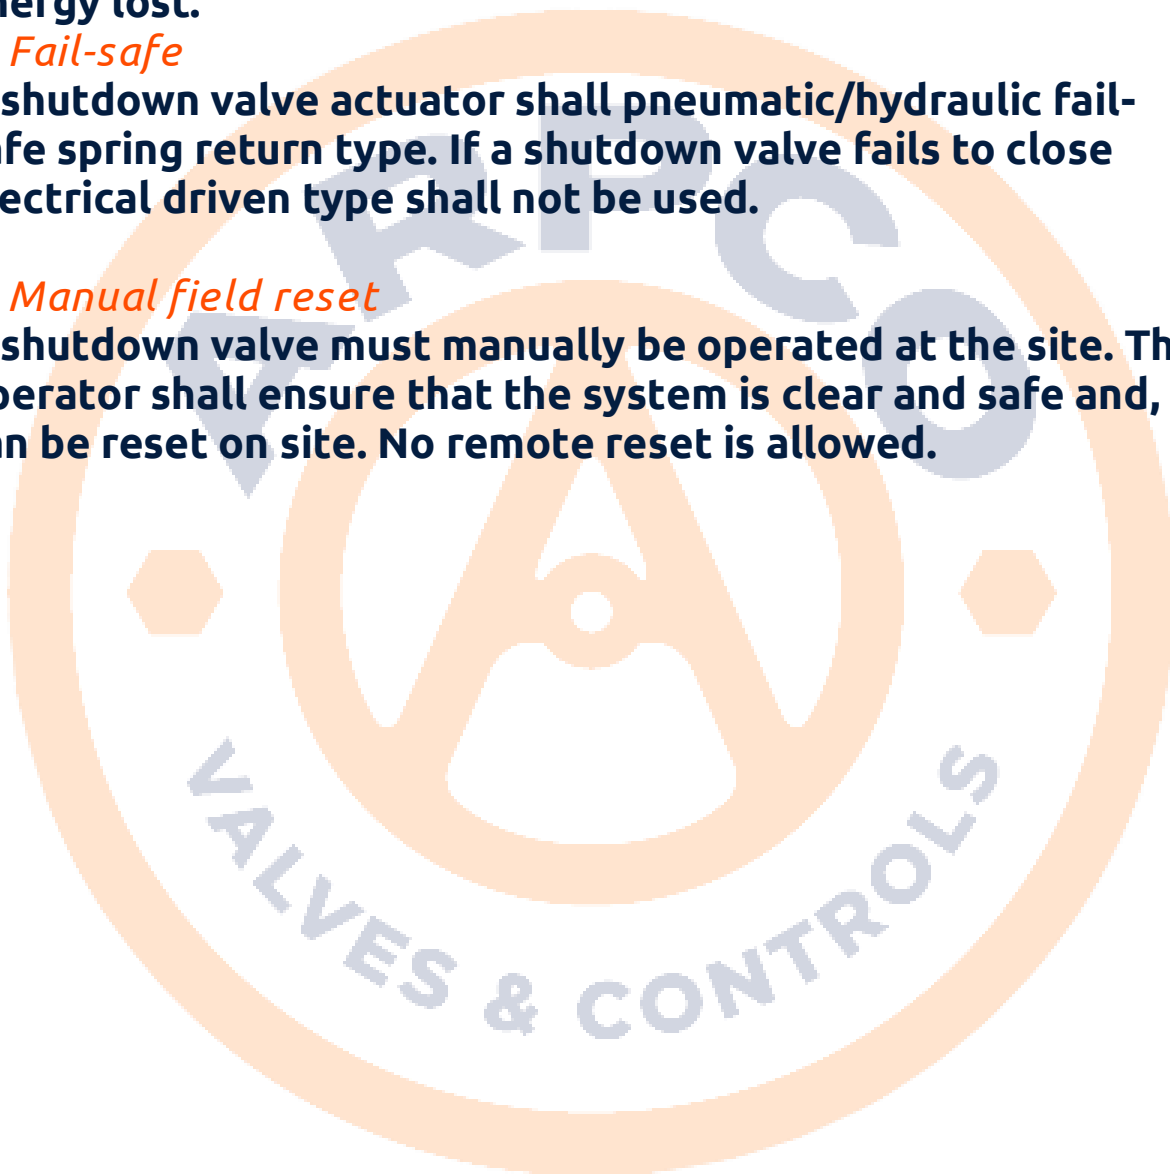 nergy lost.
Fail-safe
shutdown valve actuator shall pneumatic/hydraulic fail-
fe spring return type. If a shutdown valve fails to close
ectrical driven type shall not be used.
Manual field reset
shutdown valve must manually be operated at the site. Th
perator shall ensure that the system is clear and safe and,
n be reset on site. No remote reset is allowed.
ARPCO
VALVES & CONTROLS